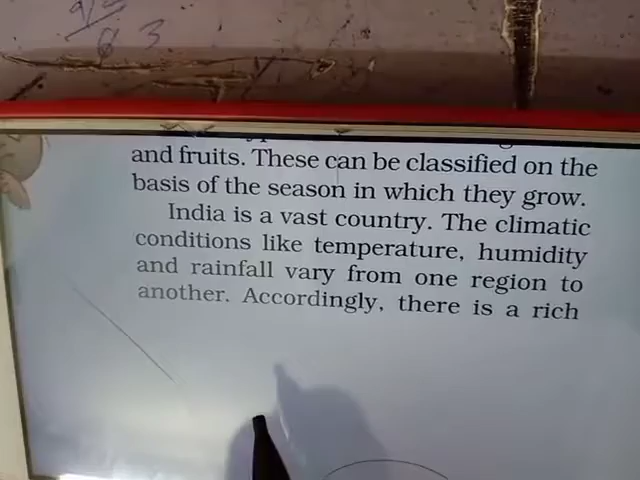 93
63
and fruits. These can be classified on the
basis of the season in which they grow.
India is a vast country. The climatic
conditions like temperature, humidity
and rainfall vary from one region to
another. Accordingly, there is a rich